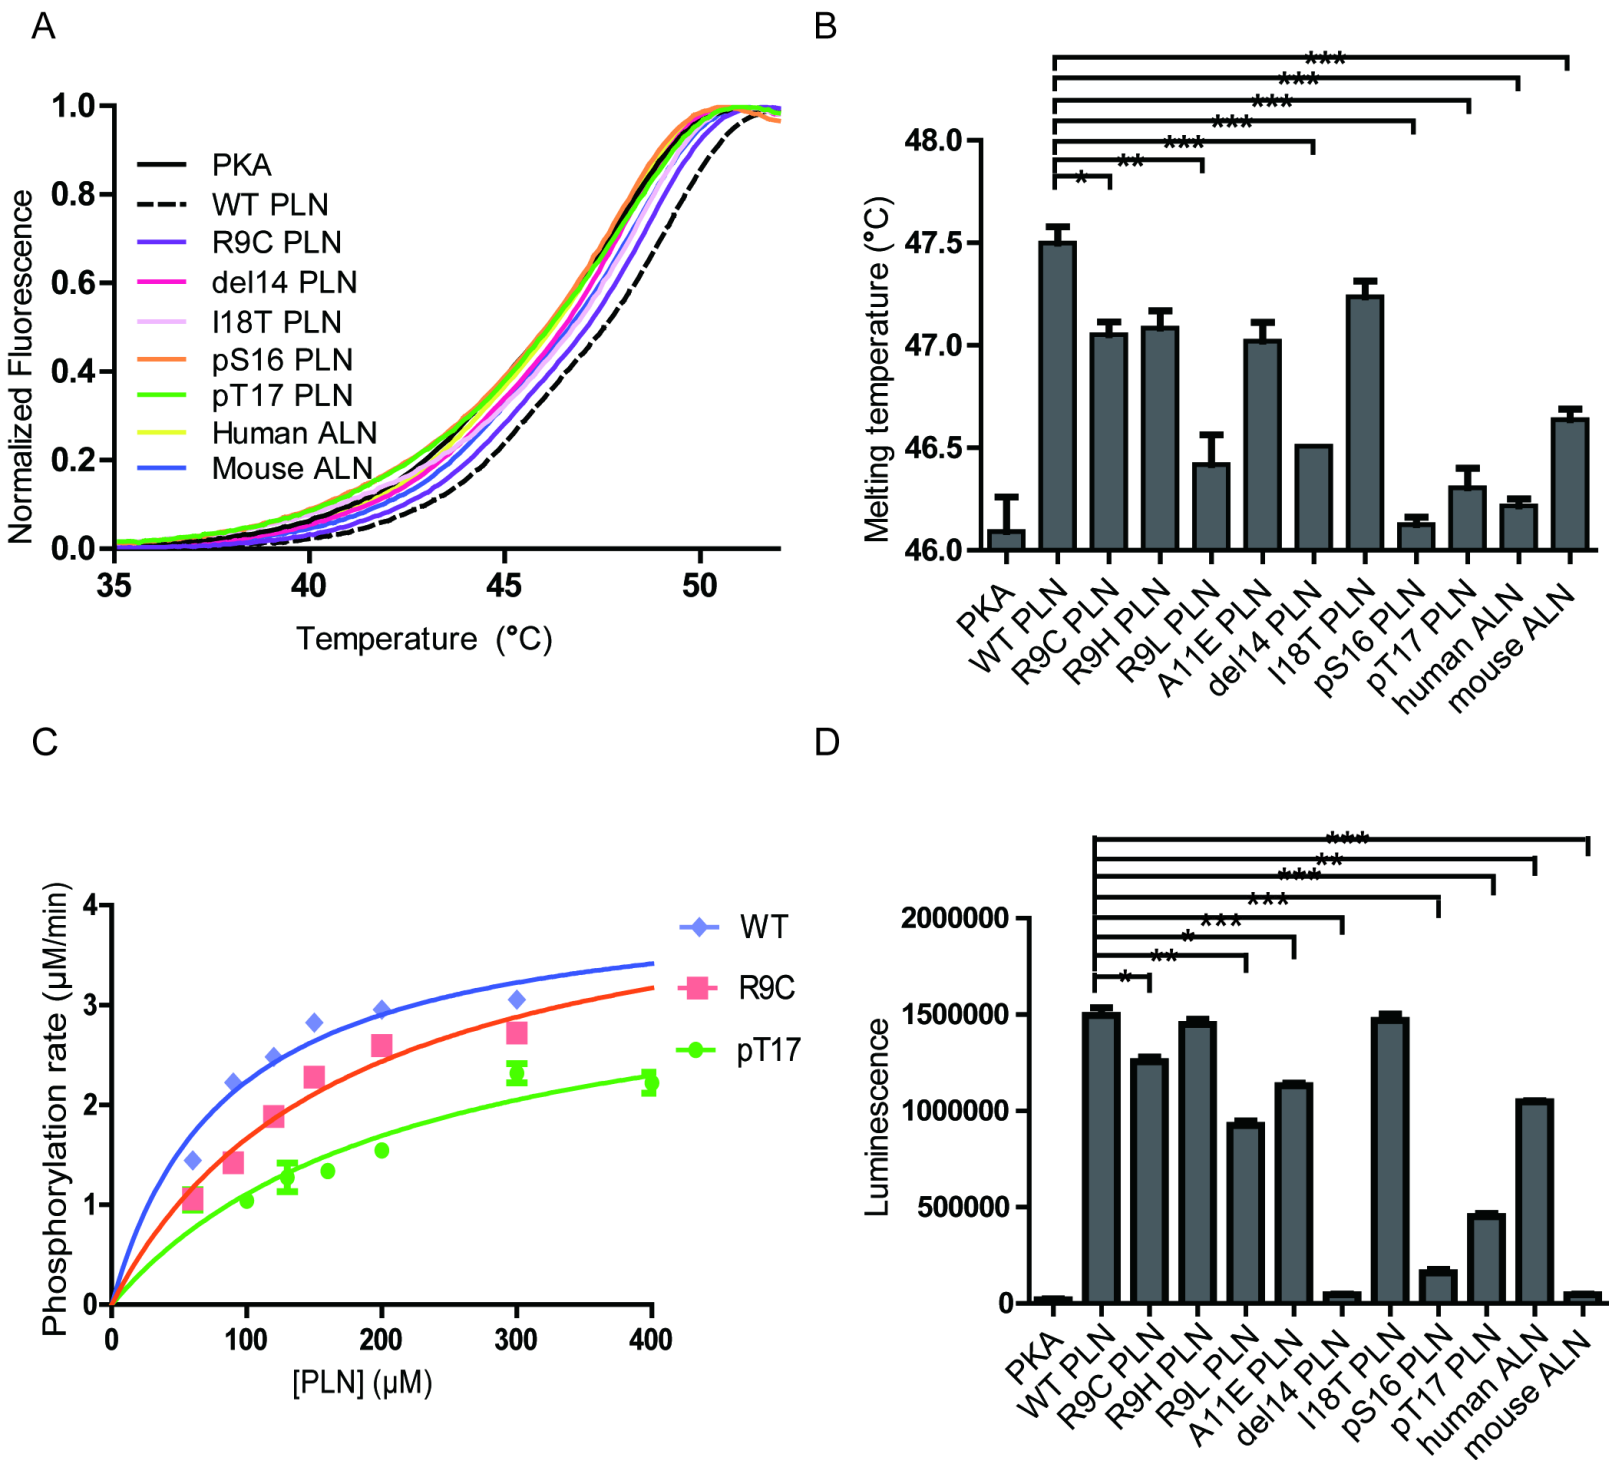 A
Normalized Fluorescence
1.0
0.8
0.6
0.4
0.2
0.0
35
40
45
50
Temperature (°C)
PKA
WT PLN
R9C PLN
del14 PLN
I18T PLN
pS16 PLN
pT17 PLN
Human ALN
Mouse ALN
B
***
***
***
***
***
**
*
Melting temperature (°C)
48.0
47.5
47.0
46.5
46.0
PKA
WT PLN
R9C PLN
R9H PLN
R9L PLN
A11E PLN
del14 PLN
I18T PLN
pS16 PLN
pT17 PLN
human ALN
mouse ALN
C
Phosphorylation rate (µM/min)
4
3
2
1
0
0
100
200
300
400
[PLN] (µM)
WT
R9C
pT17
D
***
**
***
***
***
*
**
*
Luminescence
2000000
1500000
1000000
500000
0
PKA
WT PLN
R9C PLN
R9H PLN
R9L PLN
A11E PLN
del14 PLN
I18T PLN
pS16 PLN
pT17 PLN
human ALN
mouse ALN